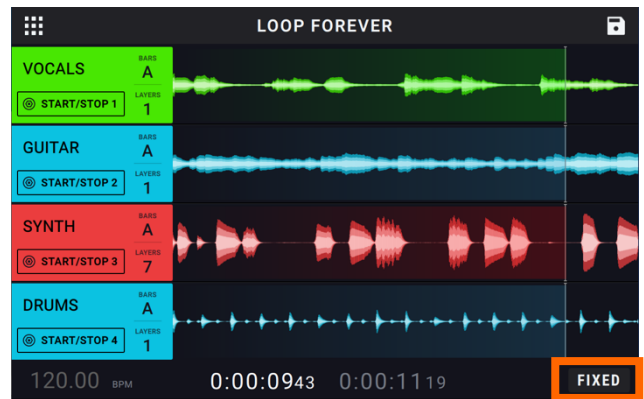 LOOP FOREVER
VOCALS
BARS
A
START/STOP 1
LAYERS
1
GUITAR
BARS
A
START/STOP 2
LAYERS
1
SYNTH
BARS
A
START/STOP 3
LAYERS
7
DRUMS
BARS
A
START/STOP 4
LAYERS
1
120.00 BPM 0:00:0943 0:00:1119 FIXED